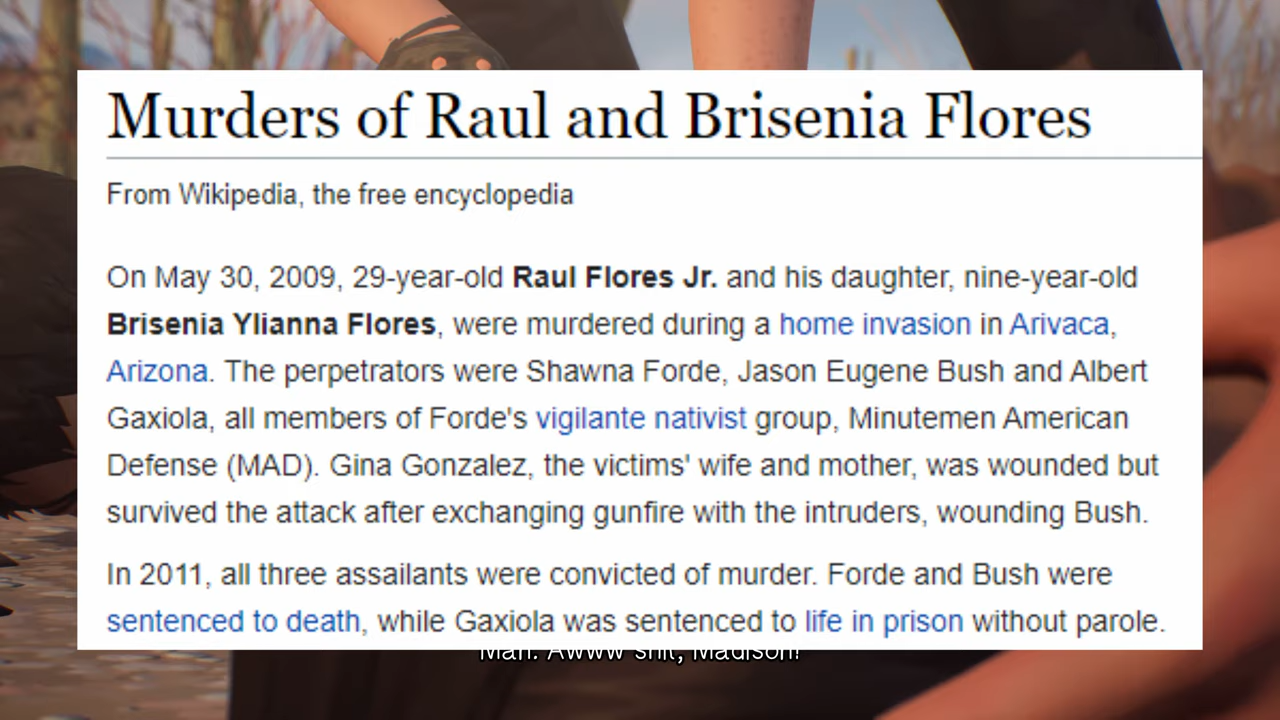 Murders of Raul and Brisenia Flores
From Wikipedia, the free encyclopedia
On May 30, 2009, 29-year-old Raul Flores Jr. and his daughter, nine-year-old
Brisenia Ylianna Flores, were murdered during a home invasion in Arivaca,
Arizona. The perpetrators were Shawna Forde, Jason Eugene Bush and Albert
Gaxiola, all members of Forde's vigilante nativist group, Minutemen American
Defense (MAD). Gina Gonzalez, the victims' wife and mother, was wounded but
survived the attack after exchanging gunfire with the intruders, wounding Bush.
In 2011, all three assailants were convicted of murder. Forde and Bush were
sentenced to death, while Gaxiola was sentenced to life in prison without parole.
Man: Awww shit, Madison!